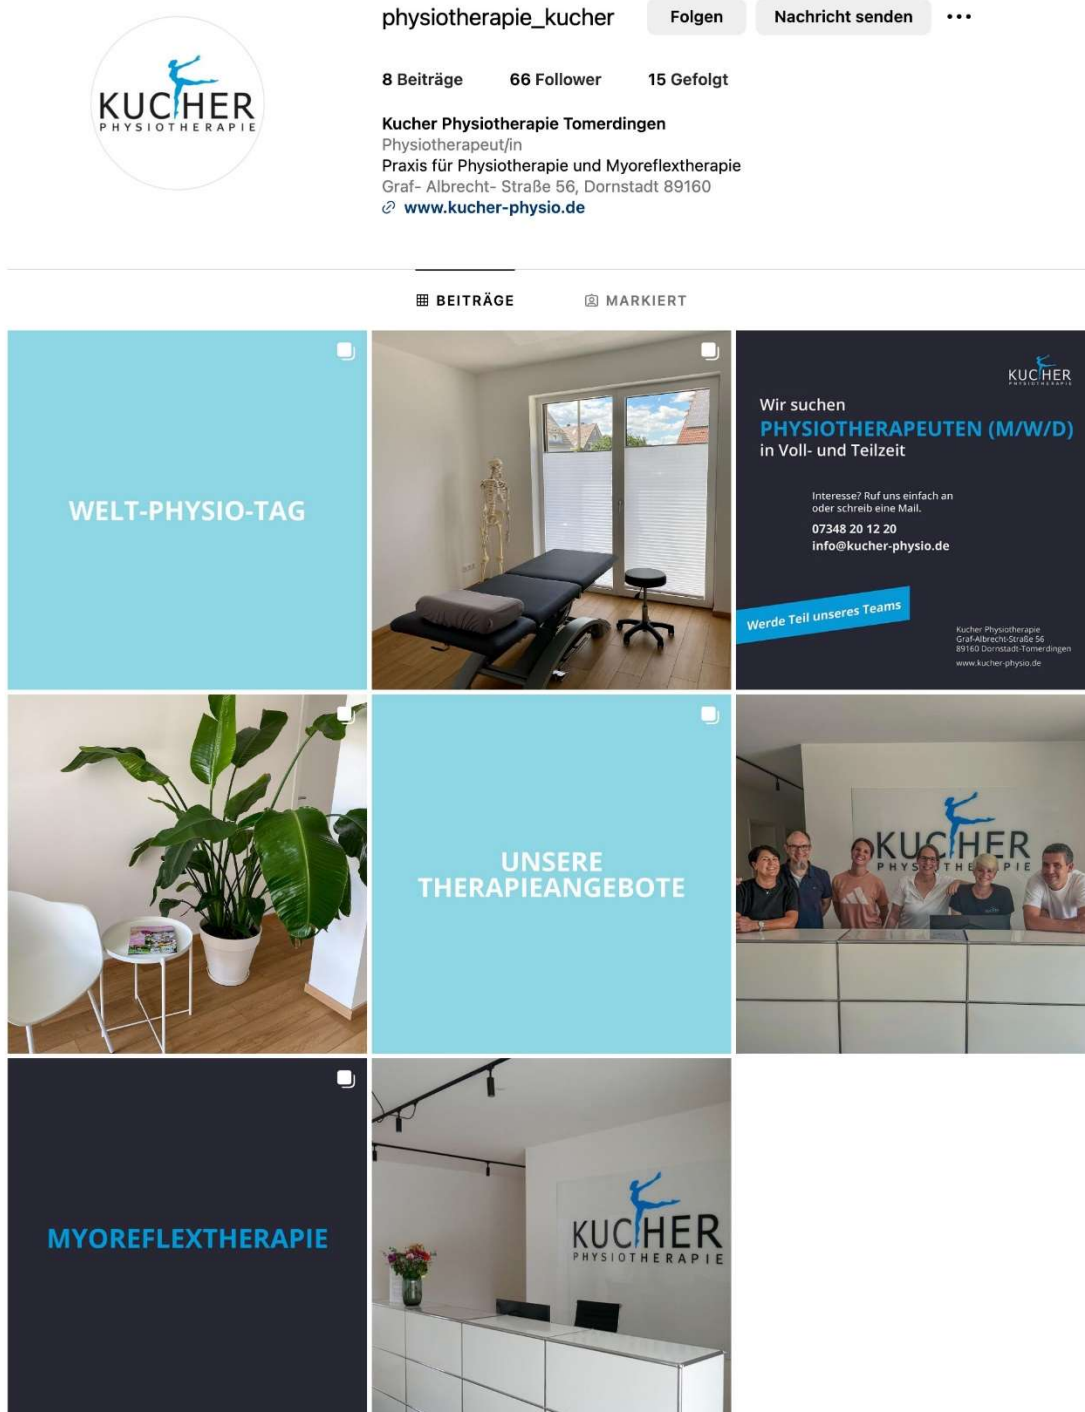 physiotherapie_kucher Folgen Nachricht senden
8 Beiträge 66 Follower 15 Gefolgt
KUCHER
PHYSIOTHERAPIE
Kucher Physiotherapie Tomerdingen
Physiotherapeut/in
Praxis für Physiotherapie und Myoreflextherapie
Graf- Albrecht- Straße 56, Dornstadt 89160
www.kucher-physio.de
BEITRÄGE MARKIERT
WELT-PHYSIO-TAG
KUCHER
PHYSIOTHERAPIE
Wir suchen
PHYSIOTHERAPEUTEN (M/W/D)
in Voll- und Teilzeit
Interesse? Ruf uns einfach an
oder schreib eine Mail.
07348 20 12 20
info@kucher-physio.de
Werde Teil unseres Teams
Kucher Physiotherapie
Graf-Albrecht-Straße 56
89160 Dornstadt-Tomerdingen
www.kucher-physio.de
UNSERE
THERAPIEANGEBOTE
KUCHER
MYOREFLEXTHERAPIE
KUCHER
PHYSIOTHERAPIE